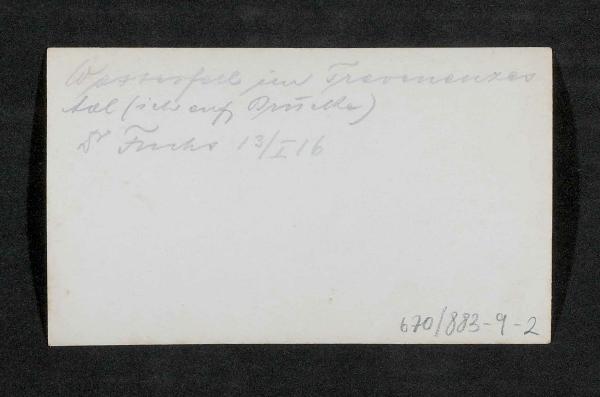 Wasserfall im Travenanzes
tal (ich auf Brücke)
Dr Fuchs 13/I 16
670/883-9-2